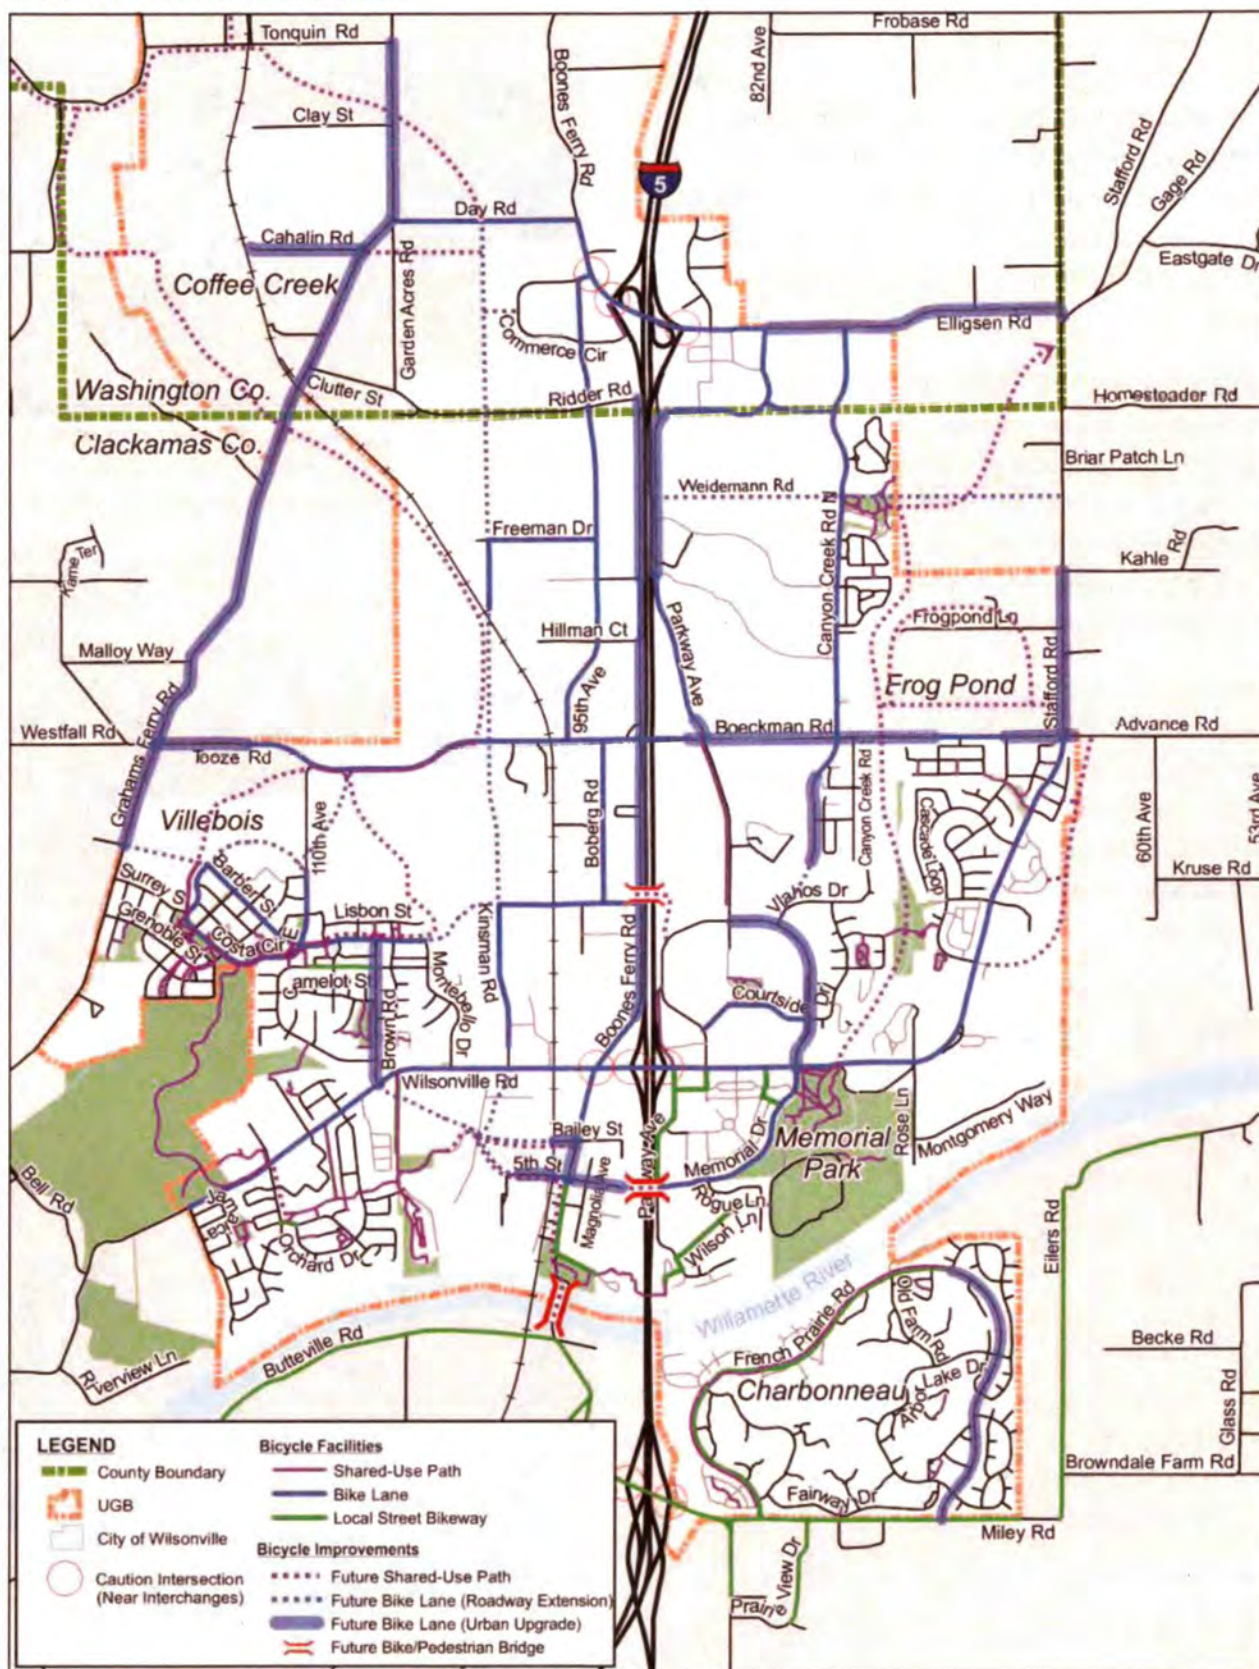 Tonquin Rd
Boones Ferry Rd
82nd Ave
Frobase Rd
Clay St
Stafford Rd
Gage Rd
5
Day Rd
Cahalin Rd
Eastgate Dr
Coffee Creek
Garden Acres Rd
Commerce Cir
Elligsen Rd
Washington Co.
Clutter St
Ridder Rd
Homesteader Rd
Clackamas Co.
Briar Patch Ln
Weidemann Rd
Canyon Creek Rd N
Freeman Dr
Kahle Rd
Kame Ter
Hillman Ct
Parkway Ave
Frogpond Ln
Malloy Way
95th Ave
Frog Pond
Stafford Rd
Grahams Ferry Rd
Westfall Rd
Tooze Rd
Boeckman Rd
Advance Rd
Villebois
110th Ave
Boberg Rd
Canyon Creek Rd
Cascade Loop
60th Ave
53rd Ave
Kruse Rd
Surrey S
Barber St
Grenoble St
Costa Cir E
Lisbon St
Kinsman Rd
Vlahos Dr
Camelot St
Montebello Dr
Boones Ferry Rd
Courtside Dr
Brown Rd
Wilsonville Rd
Bailey St
Parkway Ave
Memorial Dr
Memorial
Park
Rose Ln
Montgomery Way
5th St
Magnolia Ave
Rogue Ln
Wilson Ln
Bell Rd
Orchard Dr
Willamette River
Eilers Rd
French Prairie Rd
Old Farm Rd
Butteville Rd
Becke Rd
Riverview Ln
Charbonneau
Arbor Lake Dr
Glass Rd
Browndale Farm Rd
Fairway Dr
Miley Rd
Prairie View Dr
LEGEND
County Boundary
UGB
City of Wilsonville
Caution Intersection
(Near Interchanges)
Bicycle Facilities
Shared-Use Path
Bike Lane
Local Street Bikeway
Bicycle Improvements
Future Shared-Use Path
Future Bike Lane (Roadway Extension)
Future Bike Lane (Urban Upgrade)
Future Bike/Pedestrian Bridge